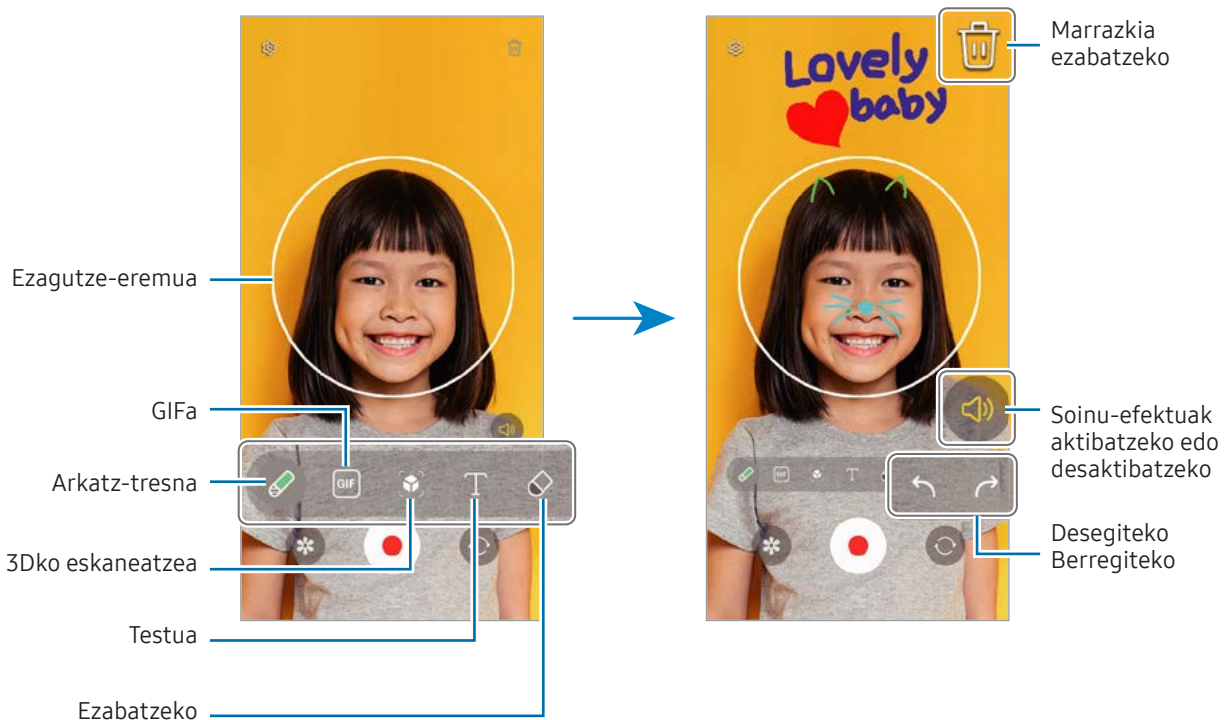 Ezagutze-eremua
GIFa
Arkatz-tresna
3Dko eskaneatzea
Testua
Ezabatzeko
GIF
T
Lovely
baby
GIF
T
Marrazkia
ezabatzeko
Soinu-efektuak
aktibatzeko edo
desaktibatzeko
Desegiteko
Berregiteko